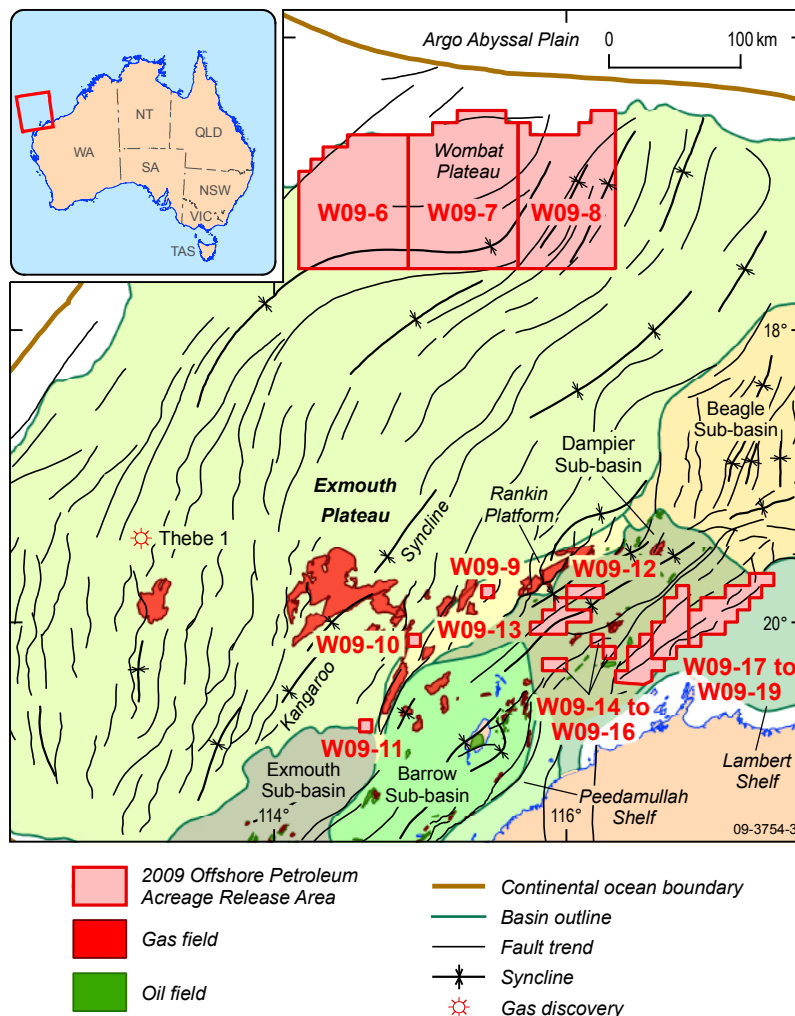 Argo Abyssal Plain
0 100 km
NT
QLD
WA
SA
NSW
VIC
TAS
Wombat
Plateau
W09-6
W09-7
W09-8
18°
Beagle
Sub-basin
Dampier
Sub-basin
Exmouth
Plateau
Rankin
Platform
Syncline
Thebe 1
W09-9
W09-12
W09-13
W09-10
20°
Kangaroo
W09-17 to
W09-19
W09-14 to
W09-16
W09-11
Exmouth
Sub-basin
Barrow
Sub-basin
Lambert
Shelf
Peedamullah
Shelf
114°
116°
09-3754-3
2009 Offshore Petroleum
Acreage Release Area
Gas field
Oil field
Continental ocean boundary
Basin outline
Fault trend
Syncline
Gas discovery